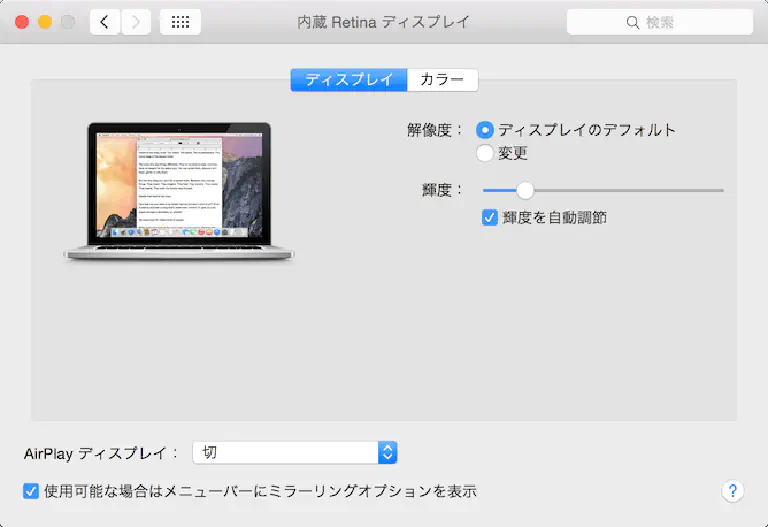 内蔵 Retina ディスプレイ
検索
ディスプレイ
カラー
解像度：
ディスプレイのデフォルト
変更
輝度：
輝度を自動調節
AirPlay ディスプレイ：
切
使用可能な場合はメニューバーにミラーリングオプションを表示
?